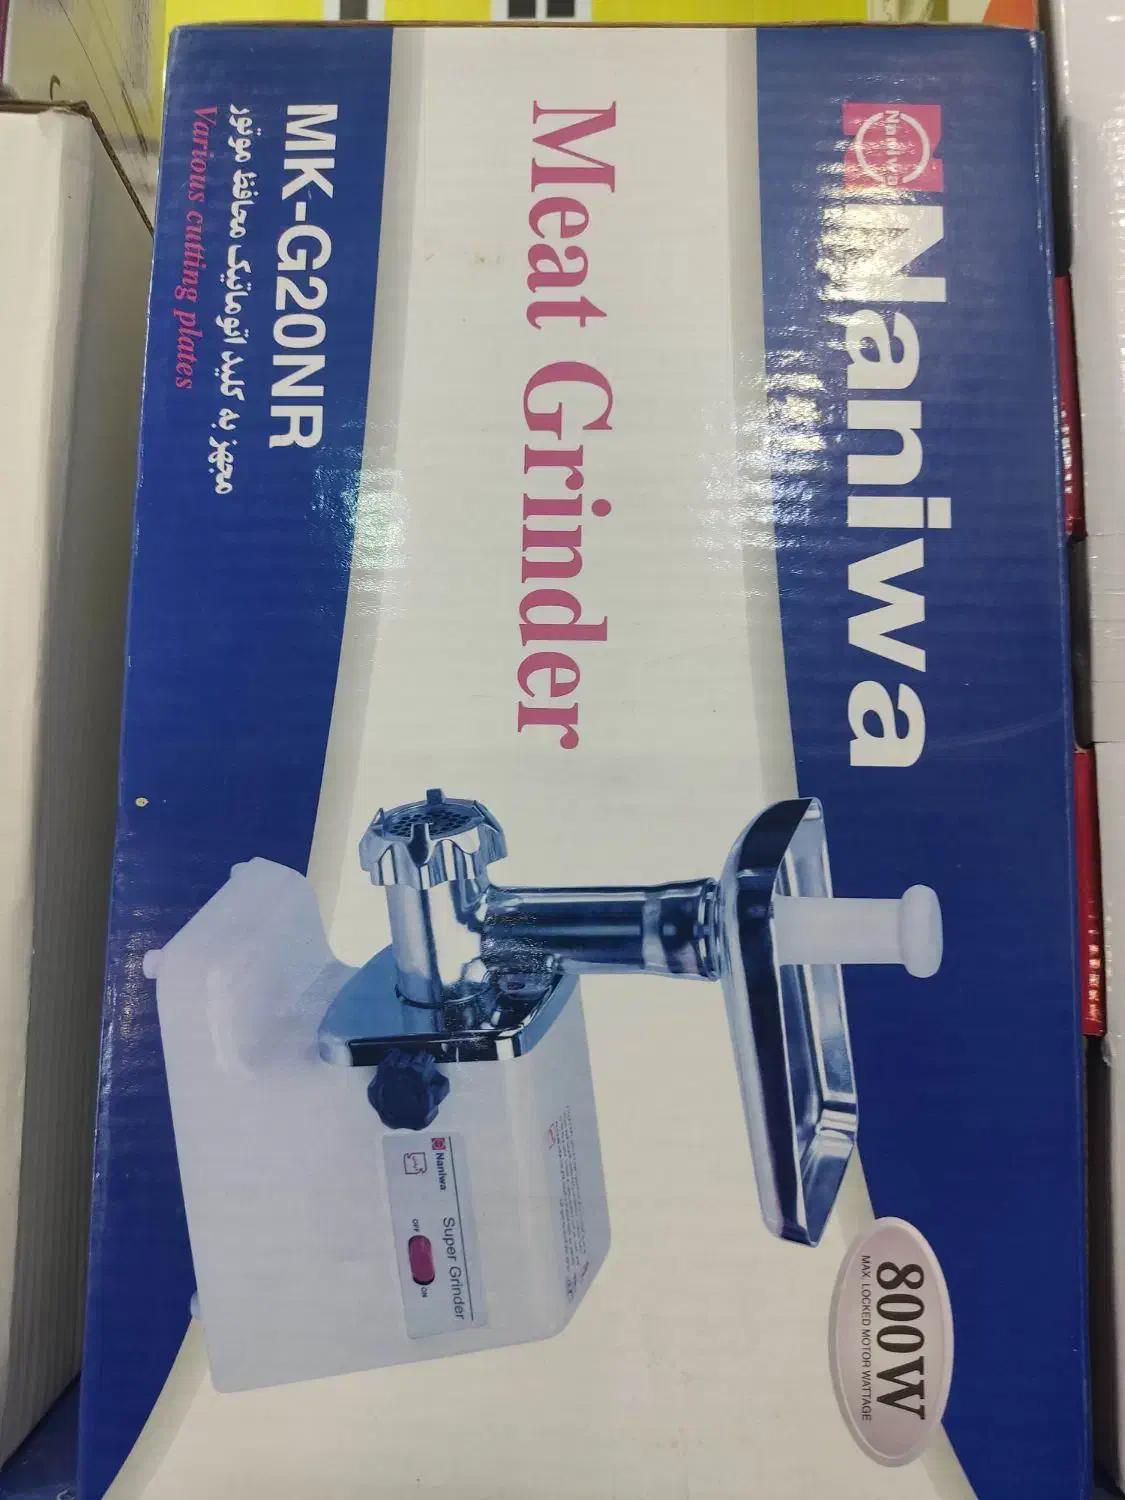 Naniwa
Naniwa
Meat Grinder
MK-G20NR
مجهز به کلید اتوماتیک محافظ موتور
Various cutting plates
Naniwa
Super Grinder
OFF
ON
800W
MAX. LOCKED MOTOR WATTAGE